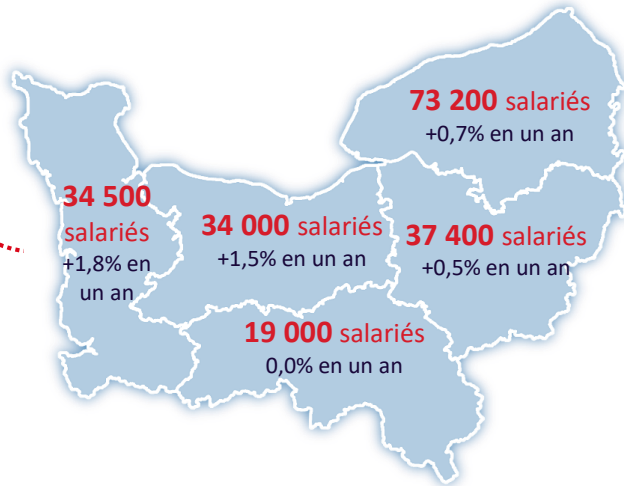 73 200 salariés
+0,7% en un an
34 500
salariés
+1,8% en
un an
34 000 salariés
+1,5% en un an
37 400 salariés
+0,5% en un an
19 000 salariés
0,0% en un an